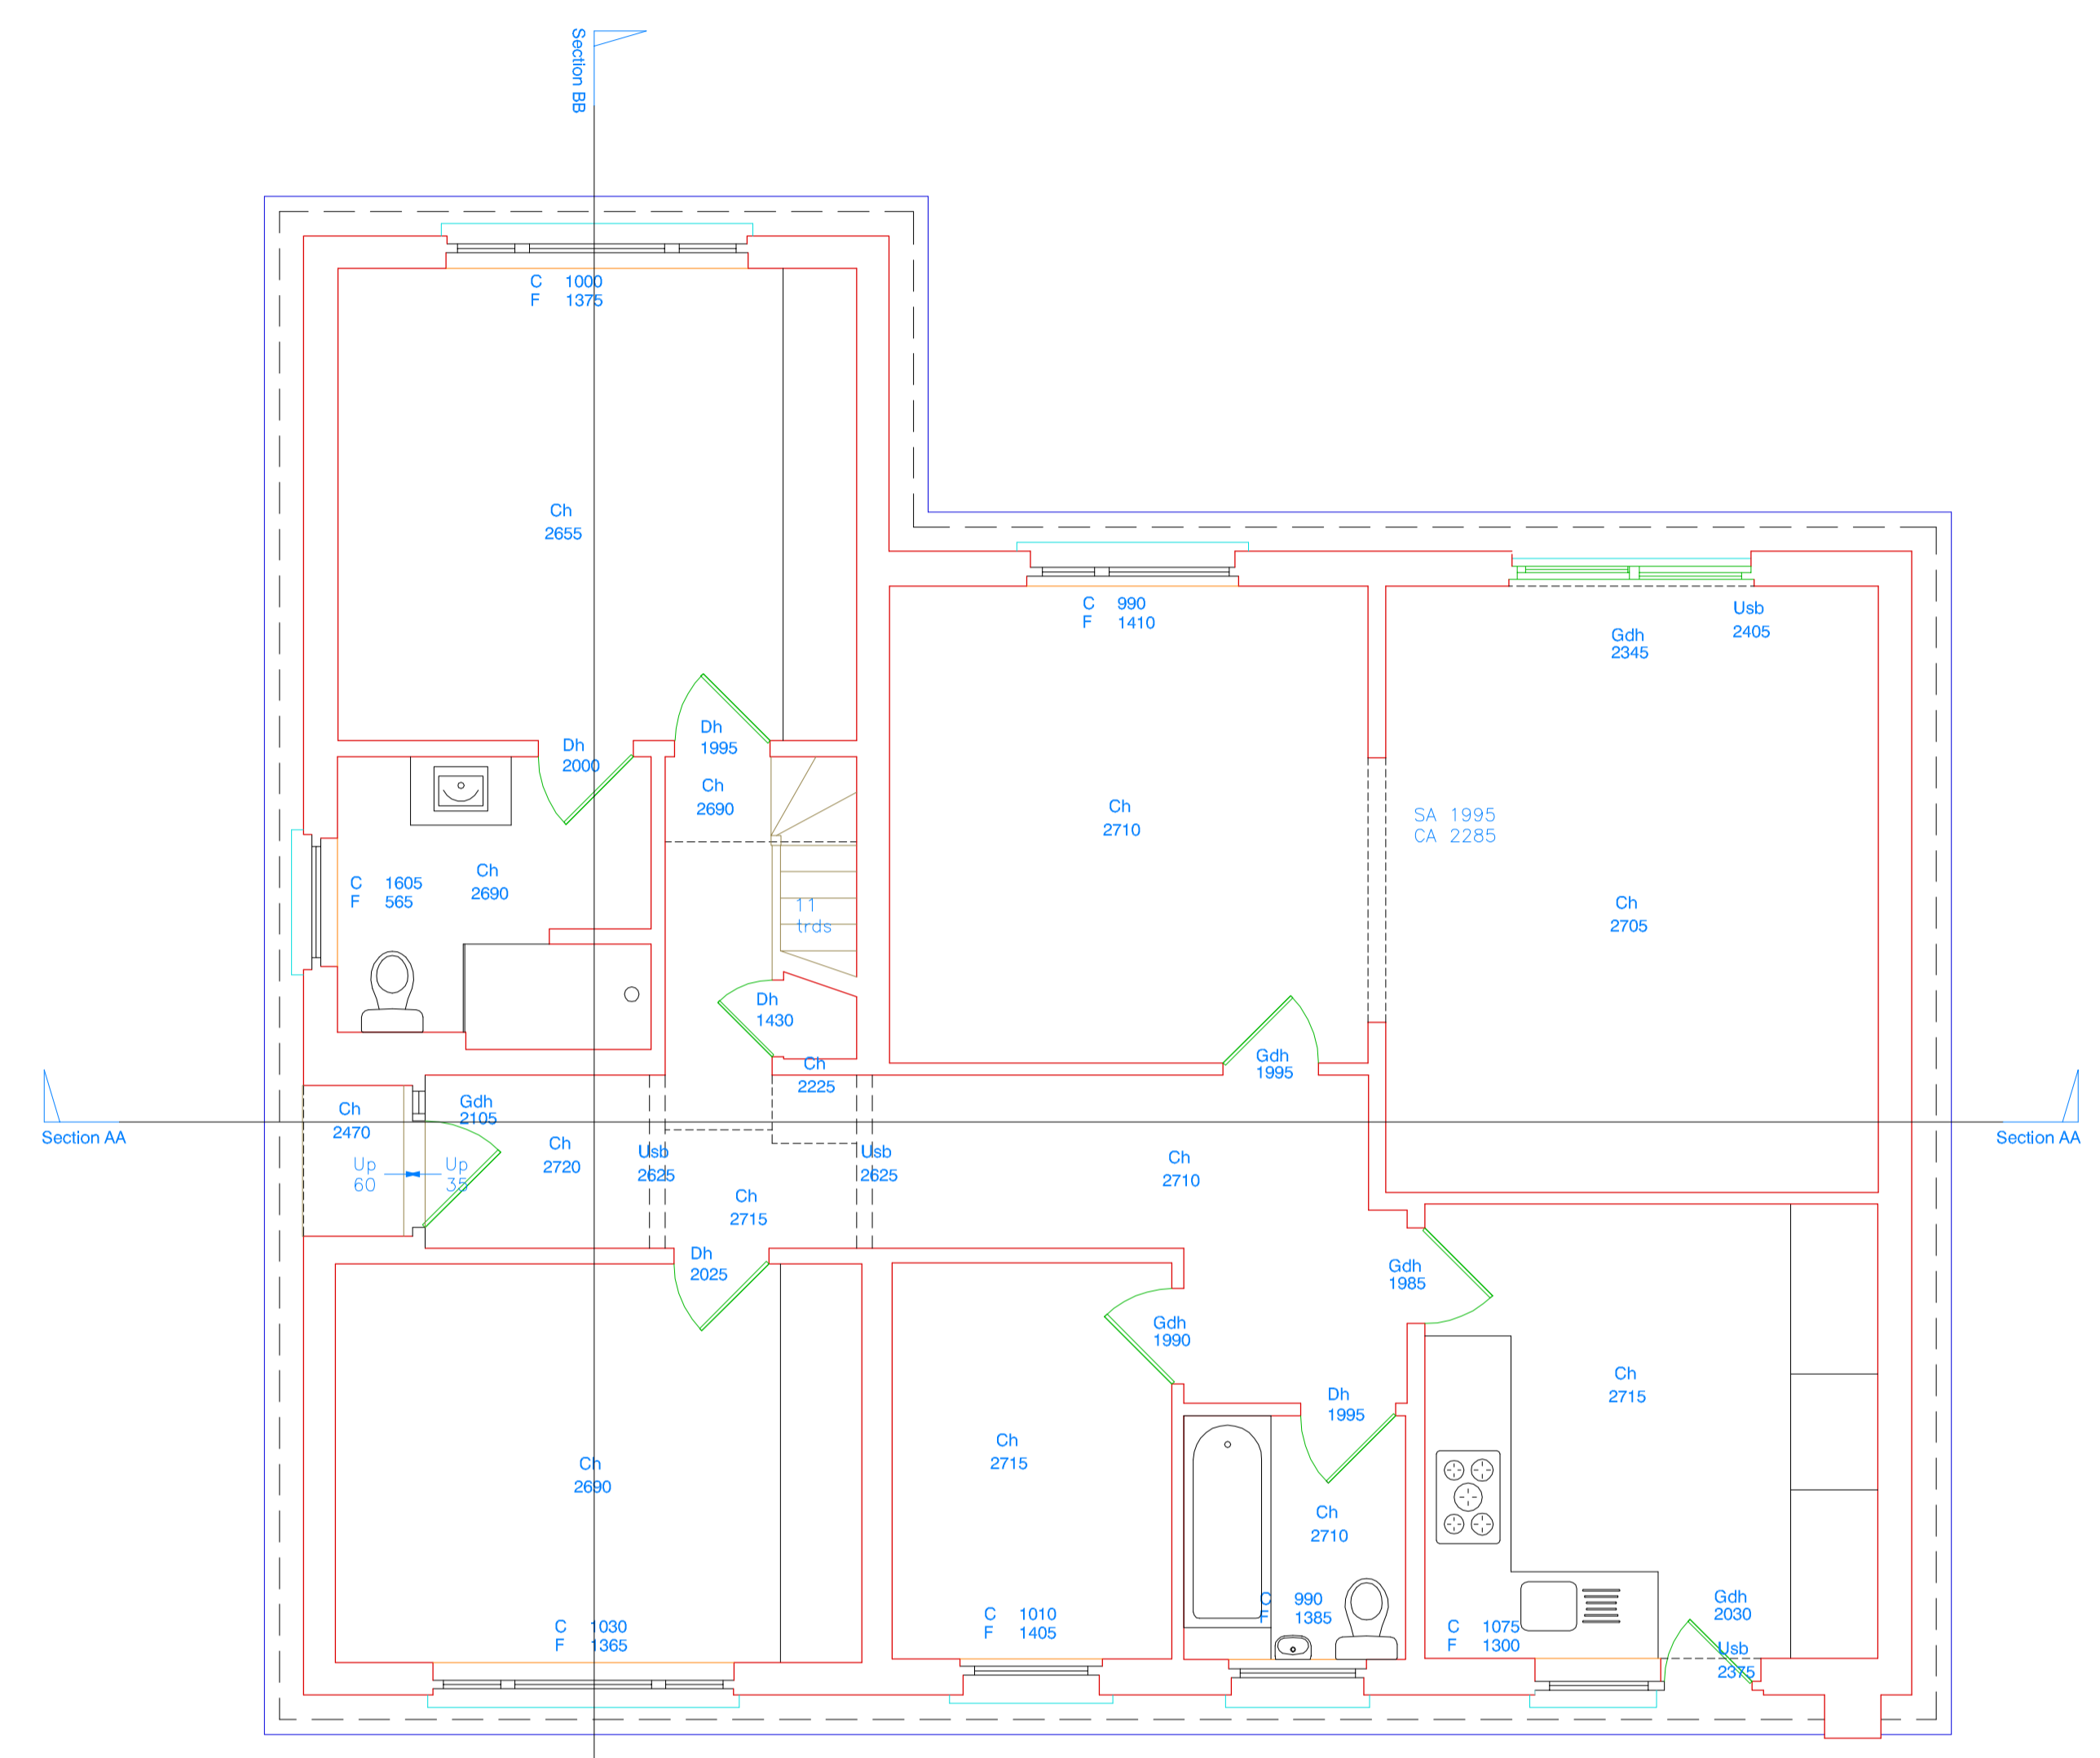 Section BB
C 1000
F 1375
Ch
2655
Usb
2405
Gdh
2345
C 990
F 1410
Dh
1995
Dh
2000
Ch
2690
Ch
2710
SA 1995
CA 2285
C 1605
F 565
Ch
2690
11
trds
Ch
2705
Dh
1430
Gdh
1995
Ch
2225
Ch
2470
Gdh
2105
Section AA
Section AA
Up
60
Up
35
Ch
2720
Usb
2625
Usb
2625
Ch
2710
Ch
2715
Dh
2025
Gdh
1985
Gdh
1990
Ch
2715
Dh
1995
Ch
2715
Ch
2690
Ch
2710
C 1030
F 1365
C 1010
F 1405
C 990
F 1385
C 1075
F 1300
Gdh
2030
Usb
2375